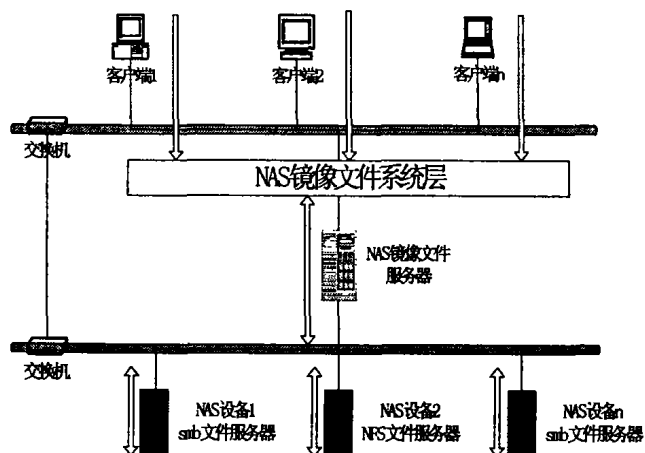 客户端1
客户端2
客户端n
交换机
NAS镜像文件系统层
NAS镜像文件
服务器
交换机
NAS设备1
smb文件服务器
NAS设备2
NFS文件服务器
NAS设备n
smb文件服务器